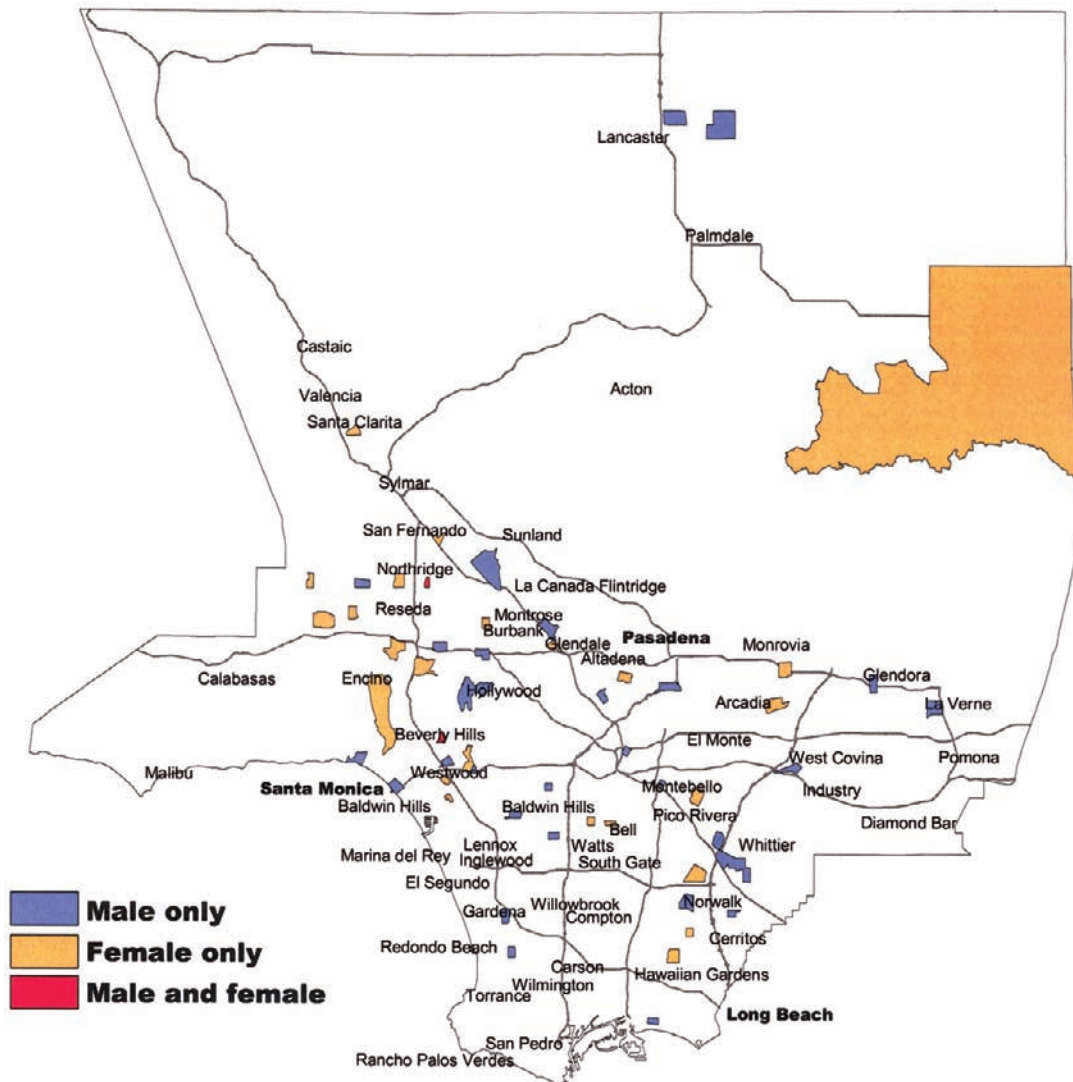 Lancaster
Palmdale
Castaic
Acton
Valencia
Santa Clarita
Sylmar
San Fernando
Sunland
Northridge
La Canada Flintridge
Reseda
Montrose
Burbank
Glendale
Pasadena
Monrovia
Altadena
Calabasas
Encino
Glendora
Hollywood
Arcadia
La Verne
Beverly Hills
El Monte
West Covina
Pomona
Malibu
Westwood
Santa Monica
Montebello
Industry
Baldwin Hills
Baldwin Hills
Pico Rivera
Diamond Bar
Bell
Marina del Rey
Lennox
Watts
Whittier
Inglewood
South Gate
El Segundo
Male only
Gardena
Willowbrook
Compton
Norwalk
Female only
Redondo Beach
Cerritos
Carson
Hawaiian Gardens
Male and female
Torrance
Wilmington
Long Beach
San Pedro
Rancho Palos Verdes